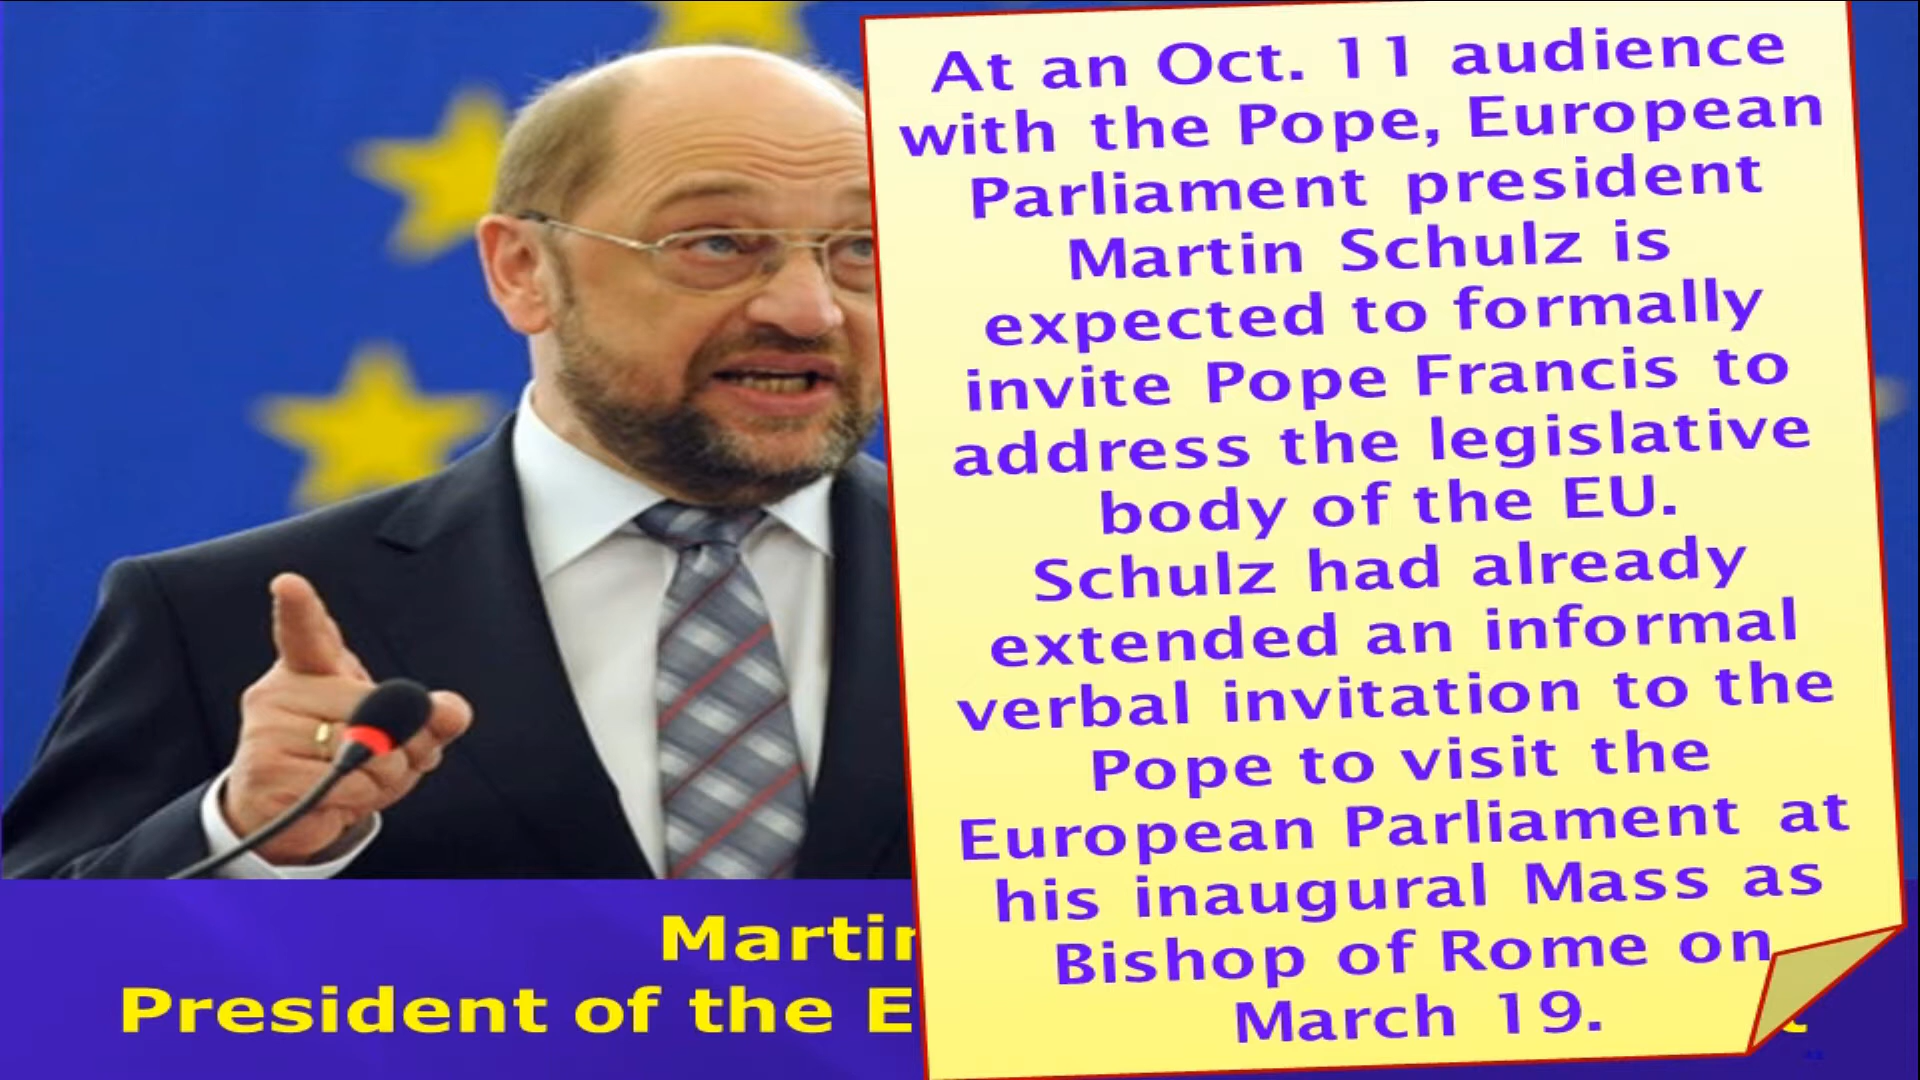 At an Oct. 11 audience
with the Pope, European
Parliament president
Martin Schulz is
expected to formally
invite Pope Francis to
address the legislative
body of the EU.
Schulz had already
extended an informal
verbal invitation to the
Pope to visit the
European Parliament at
his inaugural Mass as
Bishop of Rome on
March 19.
Martin
President of the E